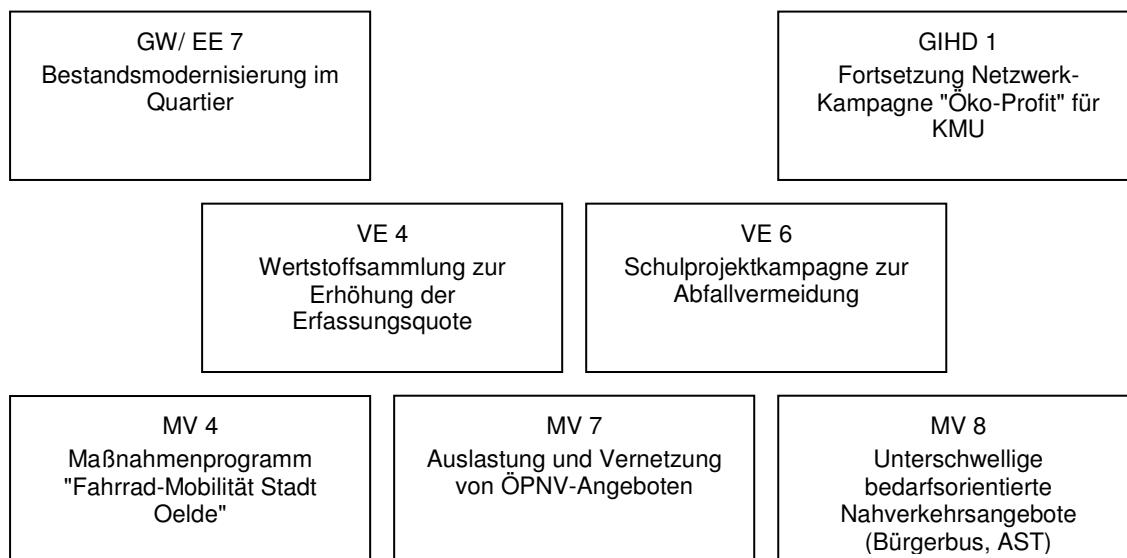 GW/ EE 7
Bestandsmodernisierung im
Quartier
GIHD 1
Fortsetzung Netzwerk-
Kampagne "Öko-Profit" für
KMU
VE 4
Wertstoffsammlung zur
Erhöhung der
Erfassungsquote
VE 6
Schulprojektkampagne zur
Abfallvermeidung
MV 4
Maßnahmenprogramm
"Fahrrad-Mobilität Stadt
Oelde"
MV 7
Auslastung und Vernetzung
von ÖPNV-Angeboten
MV 8
Unterschwellige
bedarfsorientierte
Nahverkehrsangebote
(Bürgerbus, AST)